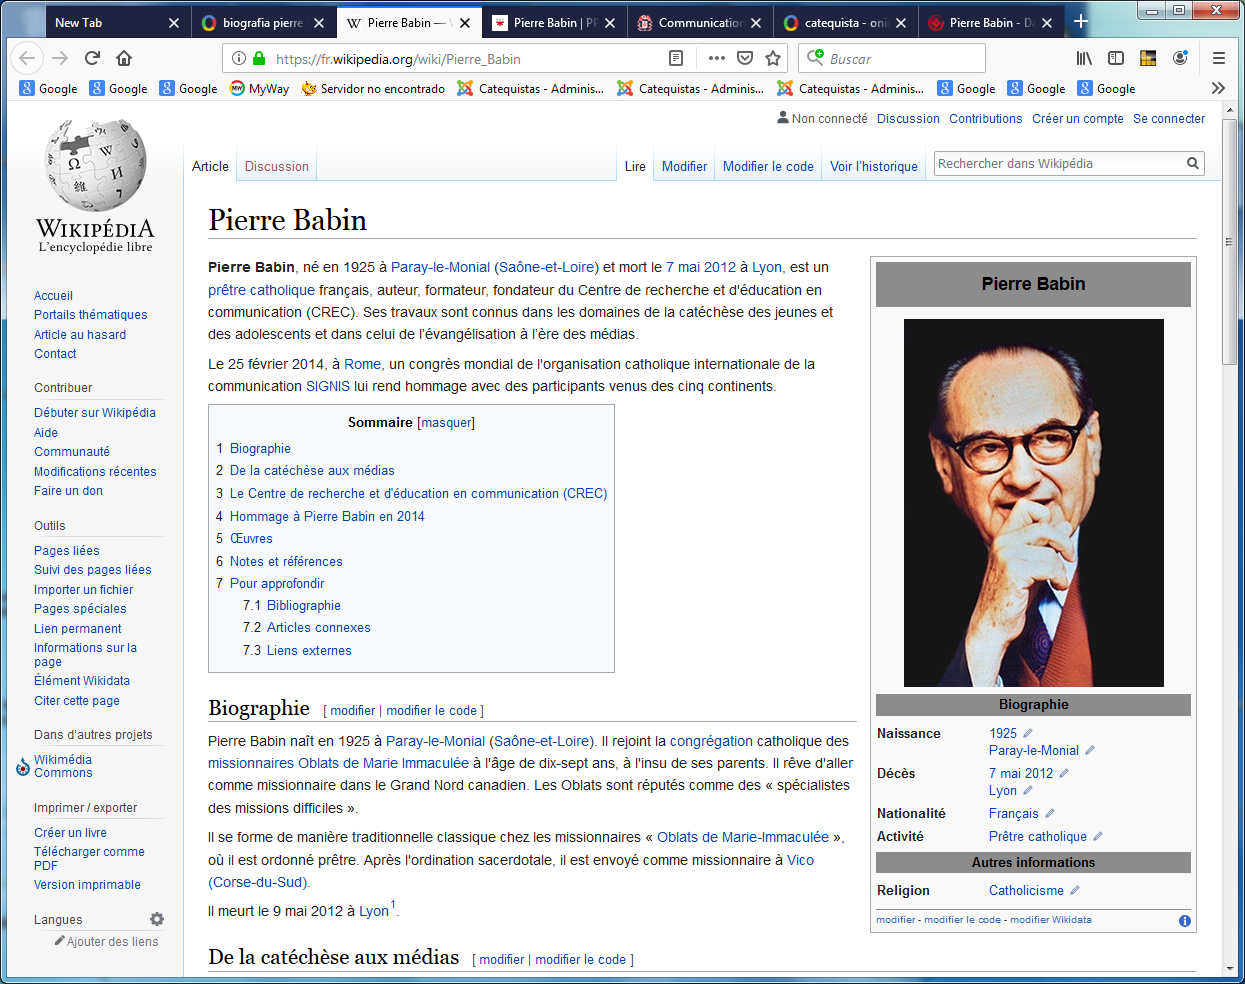 New Tab
biografia pierre
Pierre Babin —
Pierre Babin | PF
Communication
catequista - oni
Pierre Babin - Da
https://fr.wikipedia.org/wiki/Pierre_Babin
Buscar
Google
Google
Google
MyWay
Servidor no encontrado
Catequistas - Adminis...
Catequistas - Adminis...
Catequistas - Adminis...
Google
Google
Google
Non connecté Discussion Contributions Créer un compte Se connecter
Article Discussion Lire Modifier Modifier le code Voir l'historique Rechercher dans Wikipédia
WIKIPÉDIA
L'encyclopédie libre
Accueil
Portails thématiques
Article au hasard
Contact
Contribuer
Débuter sur Wikipédia
Aide
Communauté
Modifications récentes
Faire un don
Outils
Pages liées
Suivi des pages liées
Importer un fichier
Pages spéciales
Lien permanent
Informations sur la
page
Élément Wikidata
Citer cette page
Dans d'autres projets
Wikimédia
Commons
Imprimer / exporter
Créer un livre
Télécharger comme
PDF
Version imprimable
Langues
Ajouter des liens
Pierre Babin
Pierre Babin, né en 1925 à Paray-le-Monial (Saône-et-Loire) et mort le 7 mai 2012 à Lyon, est un
prêtre catholique français, auteur, formateur, fondateur du Centre de recherche et d'éducation en
communication (CREC). Ses travaux sont connus dans les domaines de la catéchèse des jeunes et
des adolescents et dans celui de l'évangélisation à l'ère des médias.
Le 25 février 2014, à Rome, un congrès mondial de l'organisation catholique internationale de la
communication SIGNIS lui rend hommage avec des participants venus des cinq continents.
Sommaire [masquer]
1 Biographie
2 De la catéchèse aux médias
3 Le Centre de recherche et d'éducation en communication (CREC)
4 Hommage à Pierre Babin en 2014
5 Œuvres
6 Notes et références
7 Pour approfondir
7.1 Bibliographie
7.2 Articles connexes
7.3 Liens externes
Biographie [ modifier | modifier le code ]
Pierre Babin naît en 1925 à Paray-le-Monial (Saône-et-Loire). Il rejoint la congrégation catholique des
missionnaires Oblats de Marie Immaculée à l'âge de dix-sept ans, à l'insu de ses parents. Il rêve d'aller
comme missionnaire dans le Grand Nord canadien. Les Oblats sont réputés comme des « spécialistes
des missions difficiles ».
Il se forme de manière traditionnelle classique chez les missionnaires « Oblats de Marie-Immaculée »,
où il est ordonné prêtre. Après l'ordination sacerdotale, il est envoyé comme missionnaire à Vico
(Corse-du-Sud).
Il meurt le 9 mai 2012 à Lyon1.
De la catéchèse aux médias [ modifier | modifier le code ]
Pierre Babin
Biographie
Naissance 1925
Paray-le-Monial
Décès 7 mai 2012
Lyon
Nationalité Français
Activité Prêtre catholique
Autres informations
Religion Catholicisme
modifier - modifier le code - modifier Wikidata